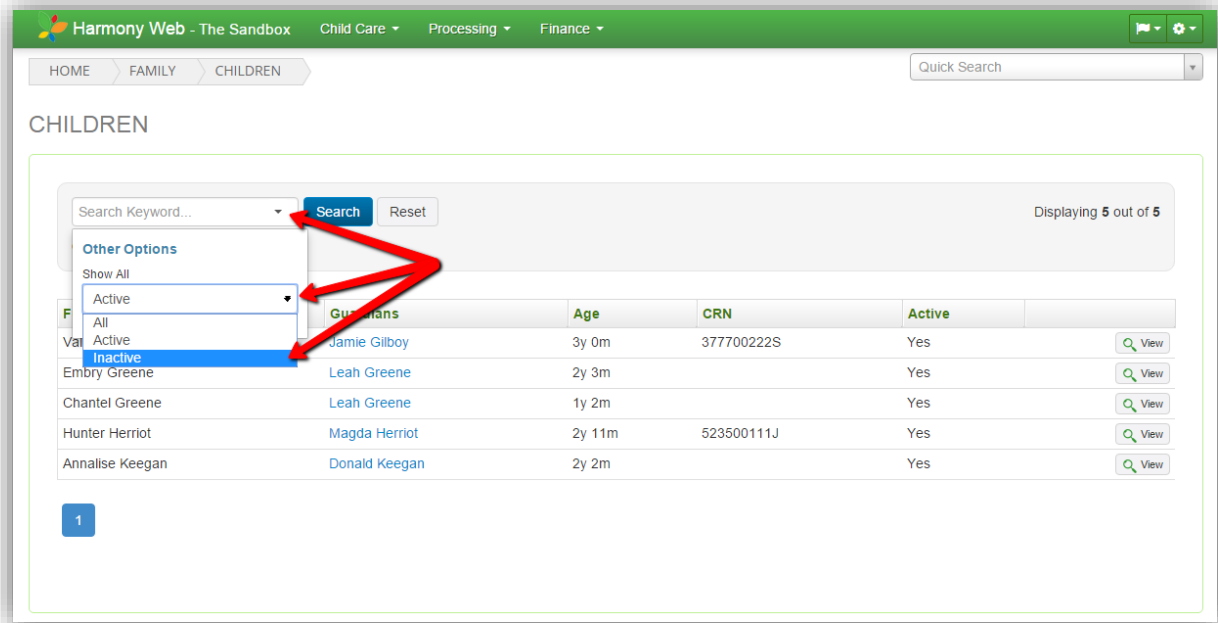 Harmony Web - The Sandbox Child Care Processing Finance
HOME FAMILY CHILDREN Quick Search
CHILDREN
Search Keyword... Search Reset Displaying 5 out of 5
Other Options
Show All
Active
All
Active
Inactive
Age CRN Active
Jamie Gilboy 3y 0m 377700222S Yes View
Embry Greene Leah Greene 2y 3m Yes View
Chantel Greene Leah Greene 1y 2m Yes View
Hunter Herriot Magda Herriot 2y 11m 523500111J Yes View
Annalise Keegan Donald Keegan 2y 2m Yes View
1